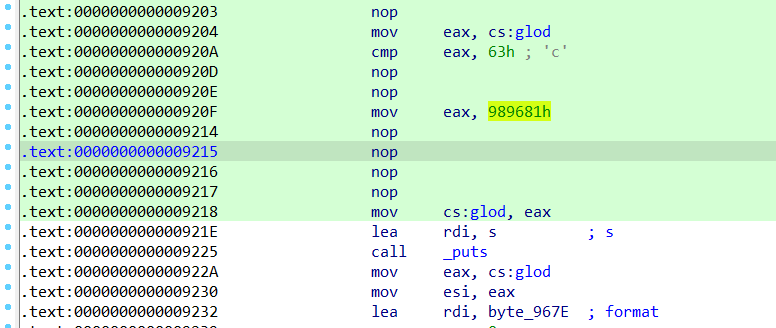 .text:0000000000009203 nop
.text:0000000000009204 mov eax, cs:glod
.text:000000000000920A cmp eax, 63h ; 'c'
.text:000000000000920D nop
.text:000000000000920E nop
.text:000000000000920F mov eax, 989681h
.text:0000000000009214 nop
.text:0000000000009215 nop
.text:0000000000009216 nop
.text:0000000000009217 nop
.text:0000000000009218 mov cs:glod, eax
.text:000000000000921E lea rdi, s ; s
.text:0000000000009225 call _puts
.text:000000000000922A mov eax, cs:glod
.text:0000000000009230 mov esi, eax
.text:0000000000009232 lea rdi, byte_967E ; format